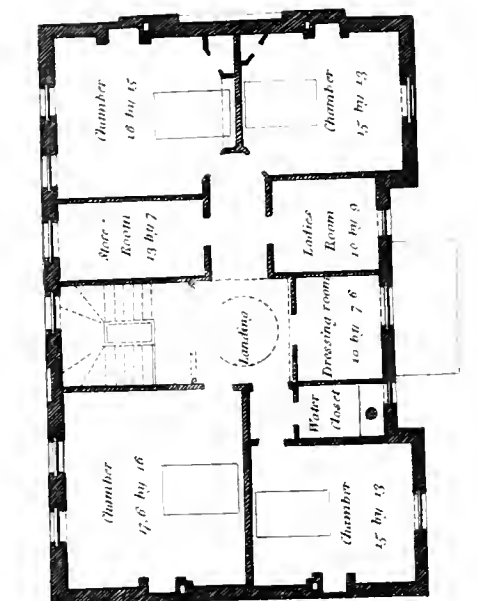 Chamber
18 by 15
Chamber
15 by 13
Store-
Room
13 by 7
Ladies
Room
10 by 9
Landing
Dressing room
10 by 7.6
Water
Closet
Chamber
17.6 by 16
Chamber
15 by 13